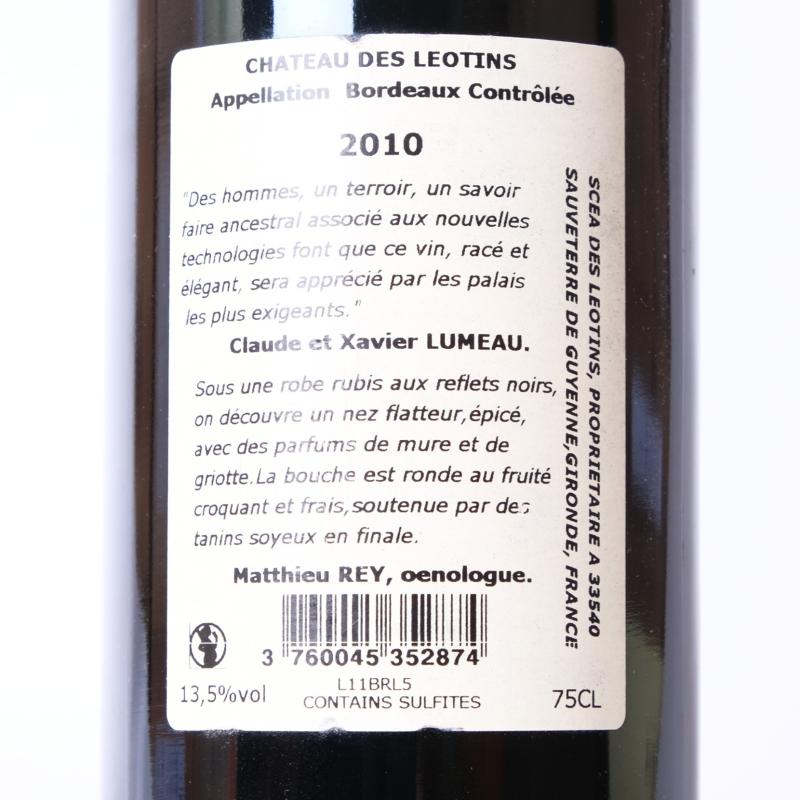 CHATEAU DES LEOTINS
Appellation Bordeaux Contrôlée
2010
"Des hommes, un terroir, un savoir
faire ancestral associé aux nouvelles
technologies font que ce vin, racé et
élégant, sera apprécié par les palais
les plus exigeants."
Claude et Xavier LUMEAU.
Sous une robe rubis aux reflets noirs,
on découvre un nez flatteur,épicé,
avec des parfums de mure et de
griotte.La bouche est ronde au fruité
croquant et frais,soutenue par des
tanins soyeux en finale.
Matthieu REY, oenologue.
3 760045 352874
L11BRL5
13,5%vol
CONTAINS SULFITES
75CL
SCEA DES LEOTINS, PROPRIETAIRE A 33540
SAUVETERRE DE GUYENNE,GIRONDE, FRANCE